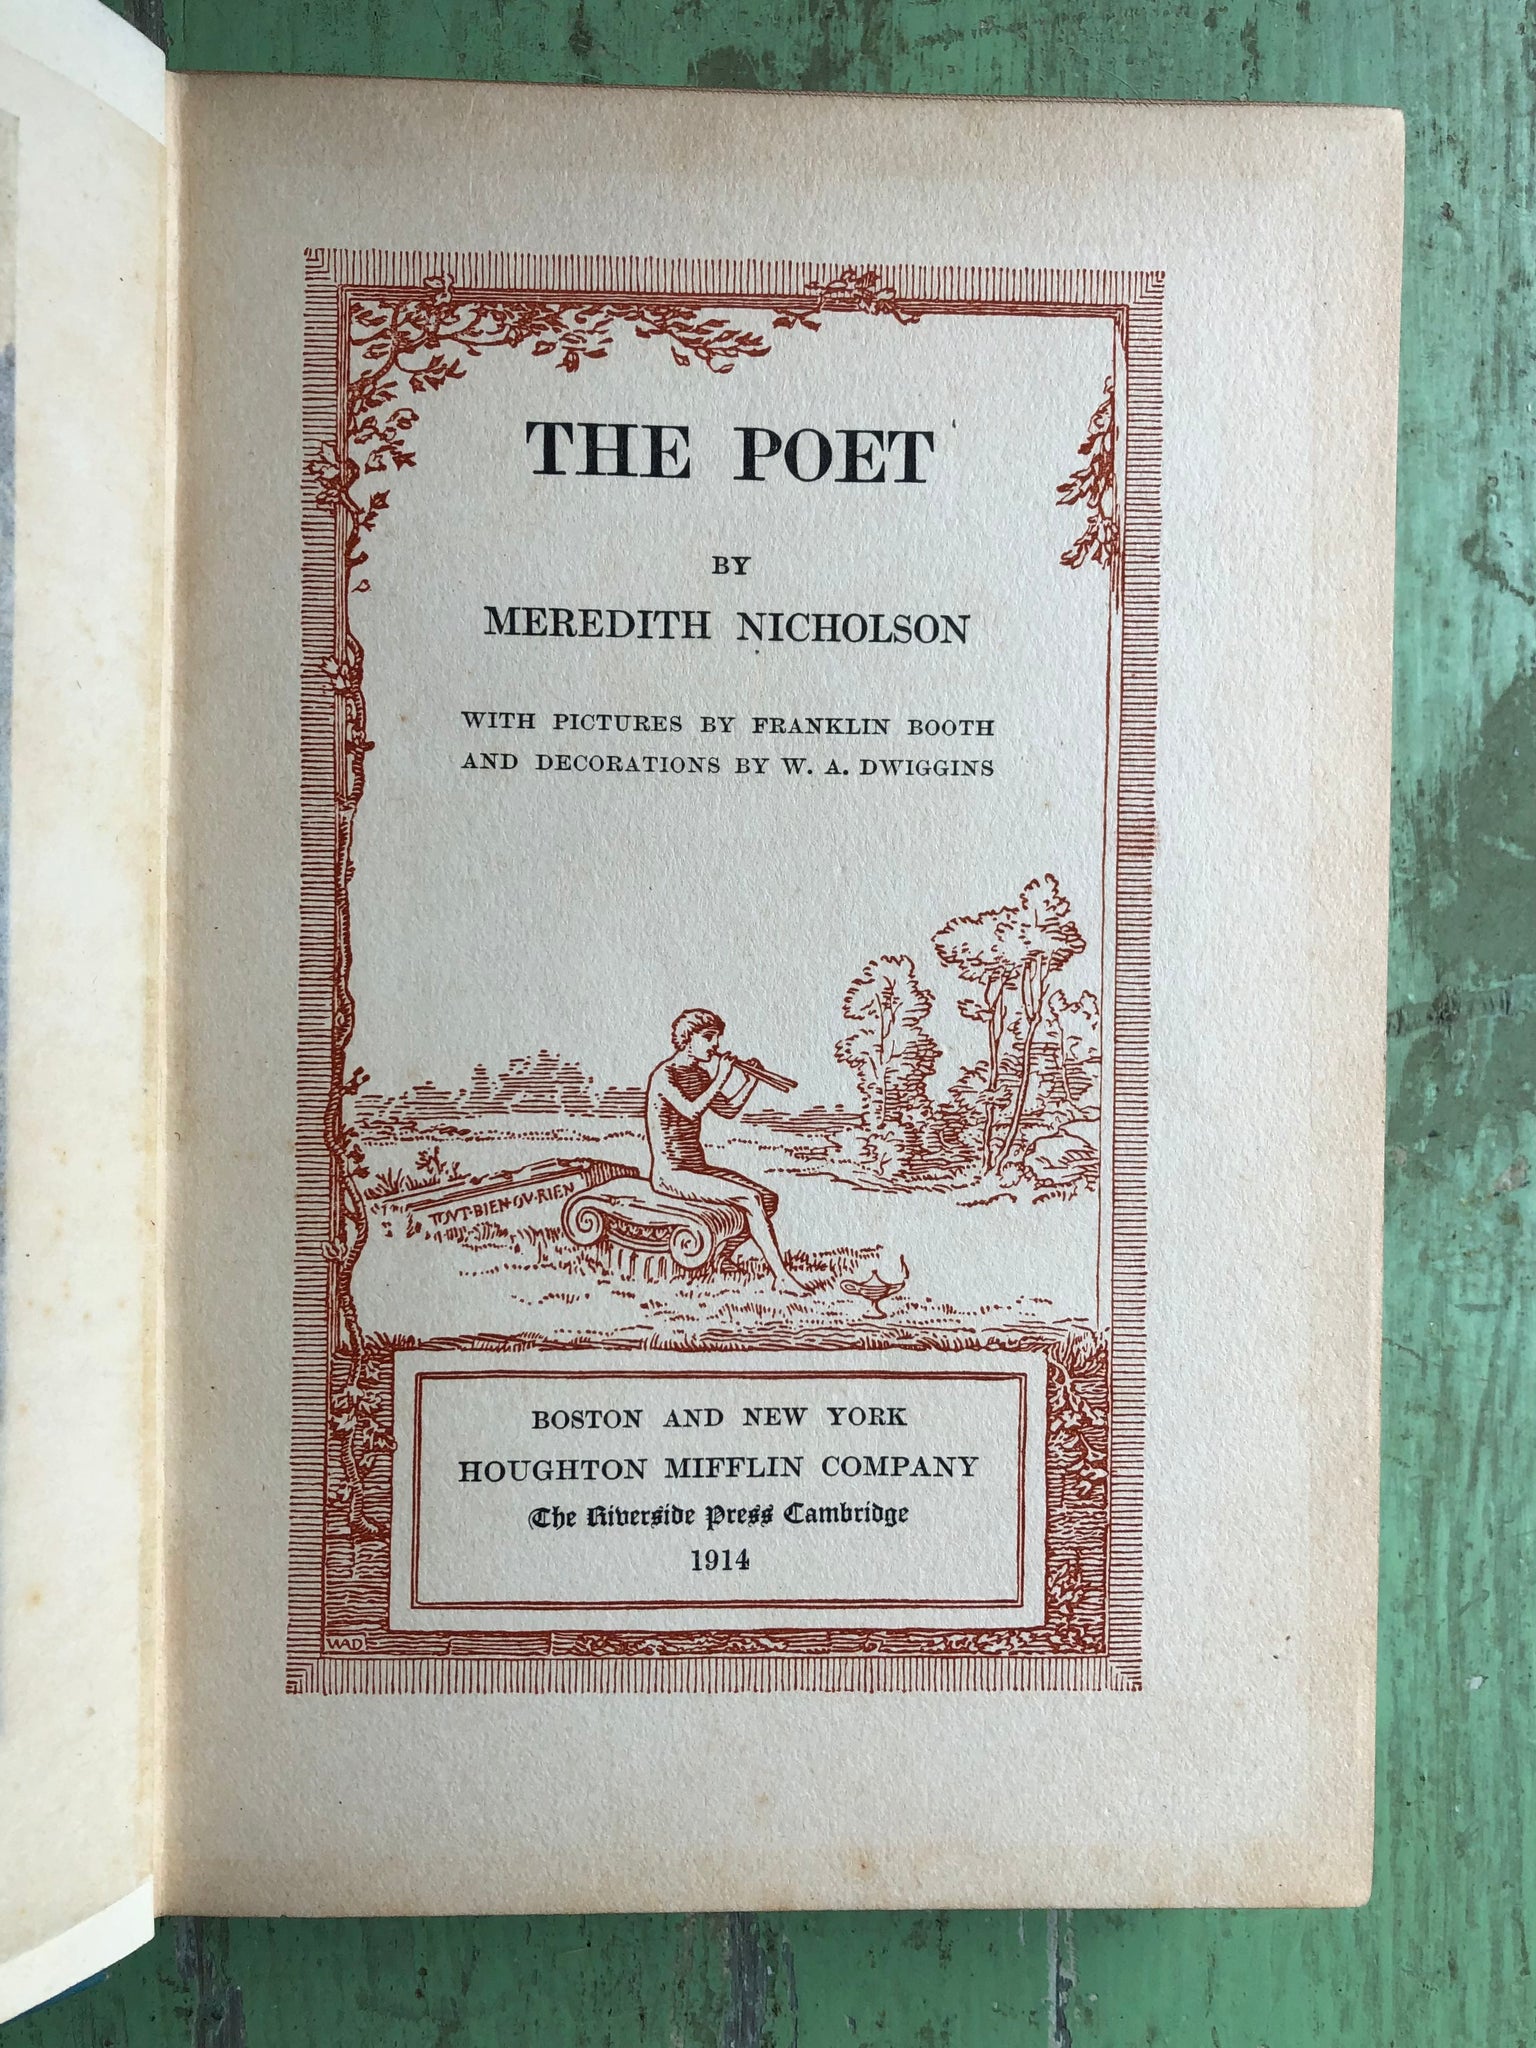 THE POET
BY
MEREDITH NICHOLSON
WITH PICTURES BY FRANKLIN BOOTH
AND DECORATIONS BY W. A. DWIGGINS
TOVT·BIEN·OV·RIEN
BOSTON AND NEW YORK
HOUGHTON MIFFLIN COMPANY
The Riverside Press Cambridge
1914
WAD